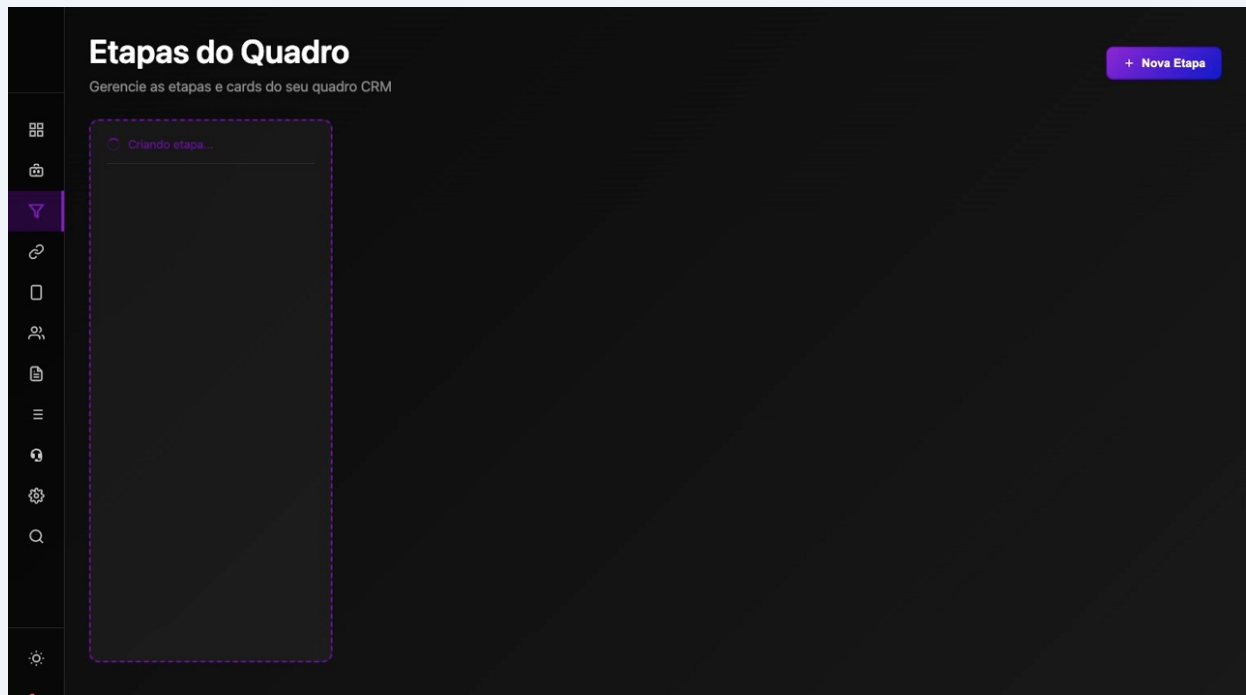 Etapas do Quadro
Gerencie as etapas e cards do seu quadro CRM
+ Nova Etapa
Criando etapa...